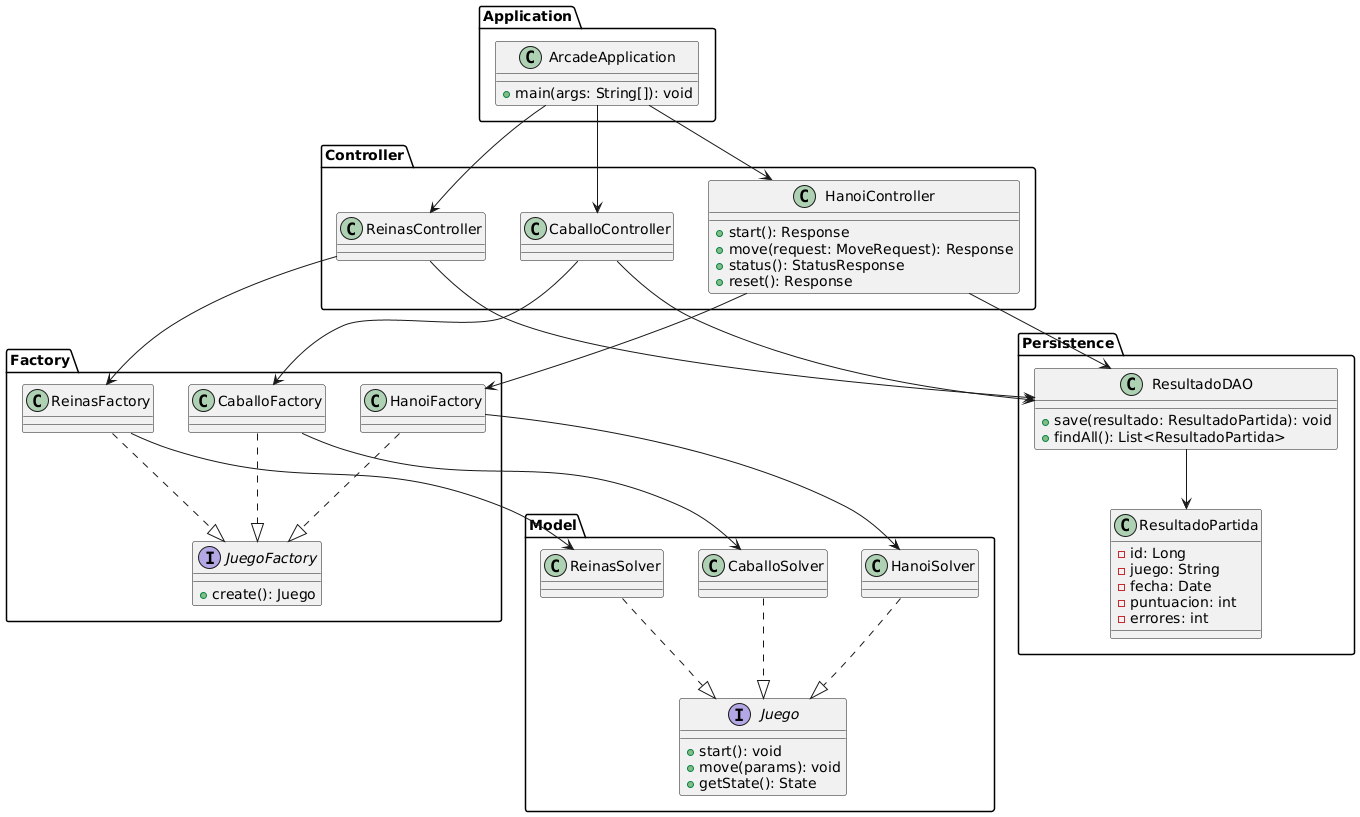 Application
C ArcadeApplication
main(args: String[]): void
Controller
C ReinasController
C CaballoController
C HanoiController
start(): Response
move(request: MoveRequest): Response
status(): StatusResponse
reset(): Response
Factory
C ReinasFactory
C CaballoFactory
C HanoiFactory
I JuegoFactory
create(): Juego
Persistence
C ResultadoDAO
save(resultado: ResultadoPartida): void
findAll(): List<ResultadoPartida>
C ResultadoPartida
id: Long
juego: String
fecha: Date
puntuacion: int
errores: int
Model
C ReinasSolver
C CaballoSolver
C HanoiSolver
I Juego
start(): void
move(params): void
getState(): State